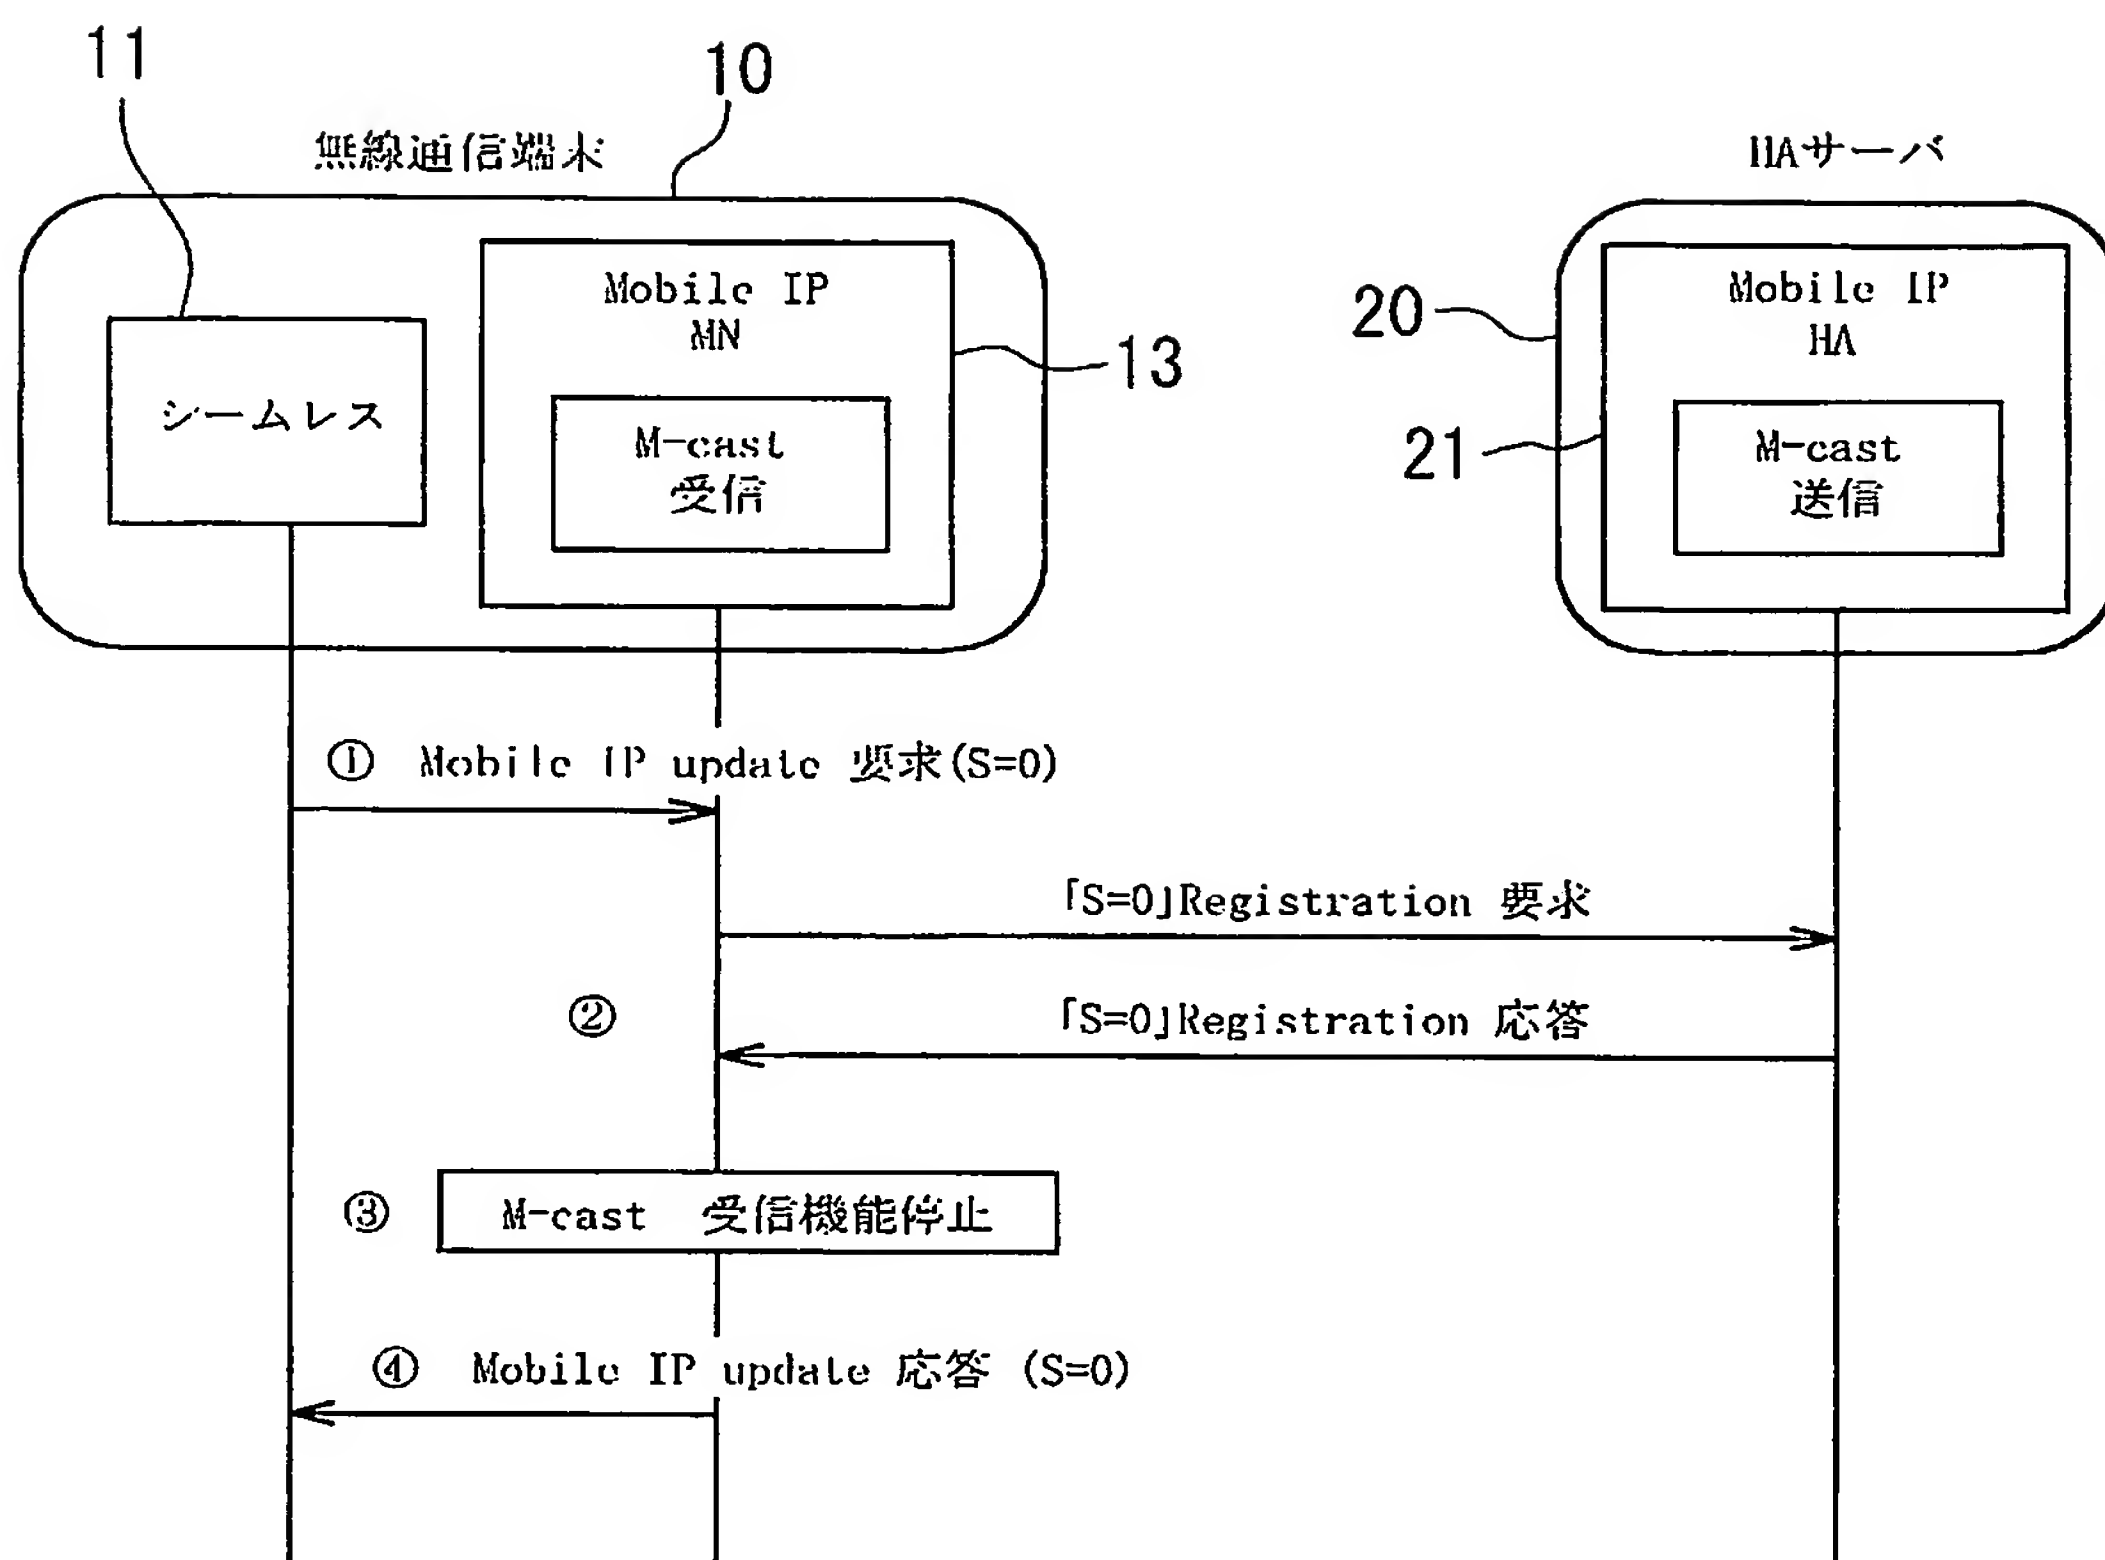 11
10
無線通信端末
HAサーバ
Mobile IP
MN
Mobile IP
HA
20
13
シームレス
M-cast
受信
21
M-cast
送信
① Mobile IP update 要求(S=0)
「S=0」Registration 要求
②
「S=0」Registration 応答
③
M-cast 受信機能停止
④ Mobile IP update 応答 (S=0)